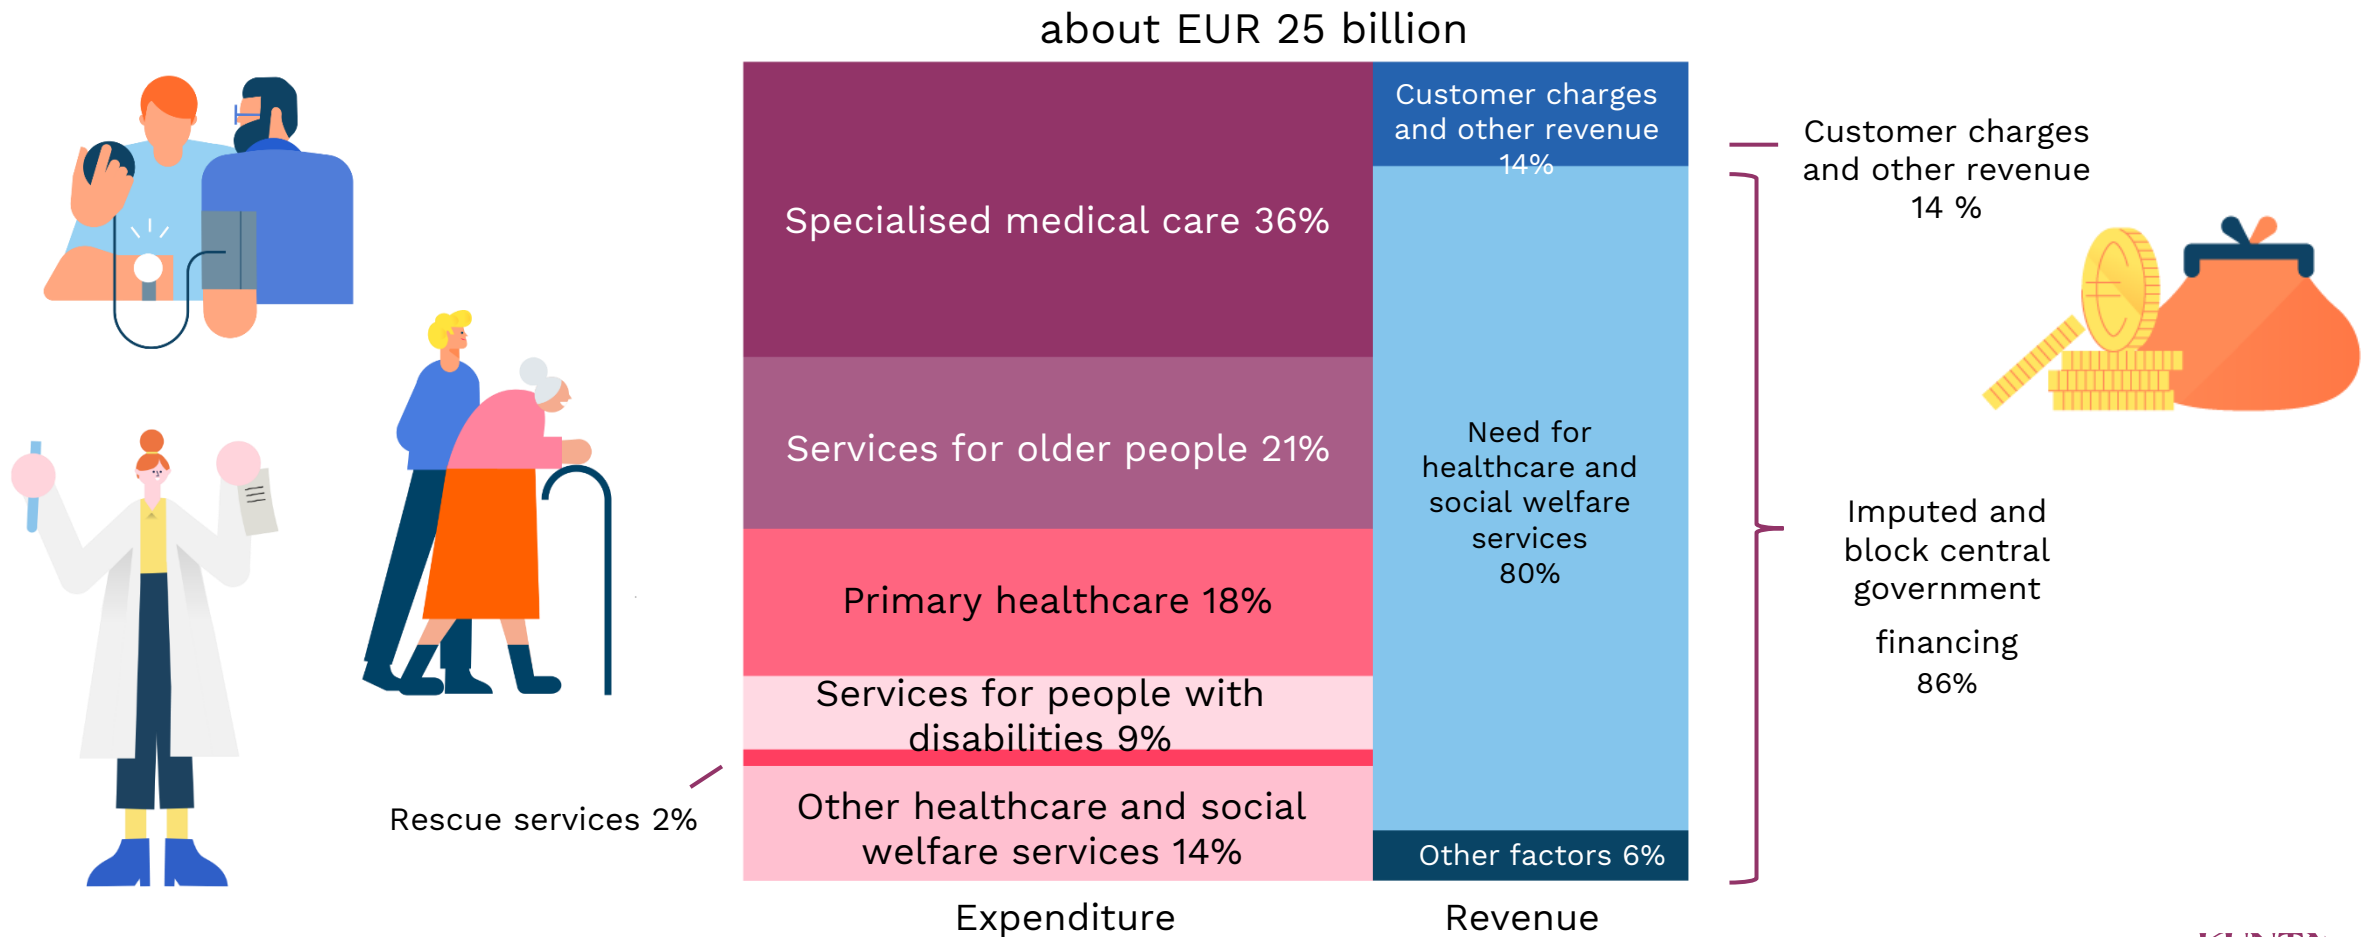 about EUR 25 billion
Specialised medical care 36%
Services for older people 21%
Primary healthcare 18%
Services for people with
disabilities 9%
Rescue services 2%
Other healthcare and social
welfare services 14%
Expenditure
Customer charges
and other revenue
14%
Need for
healthcare and
social welfare
services
80%
Other factors 6%
Revenue
Customer charges
and other revenue
14 %
Imputed and
block central
government
financing
86%